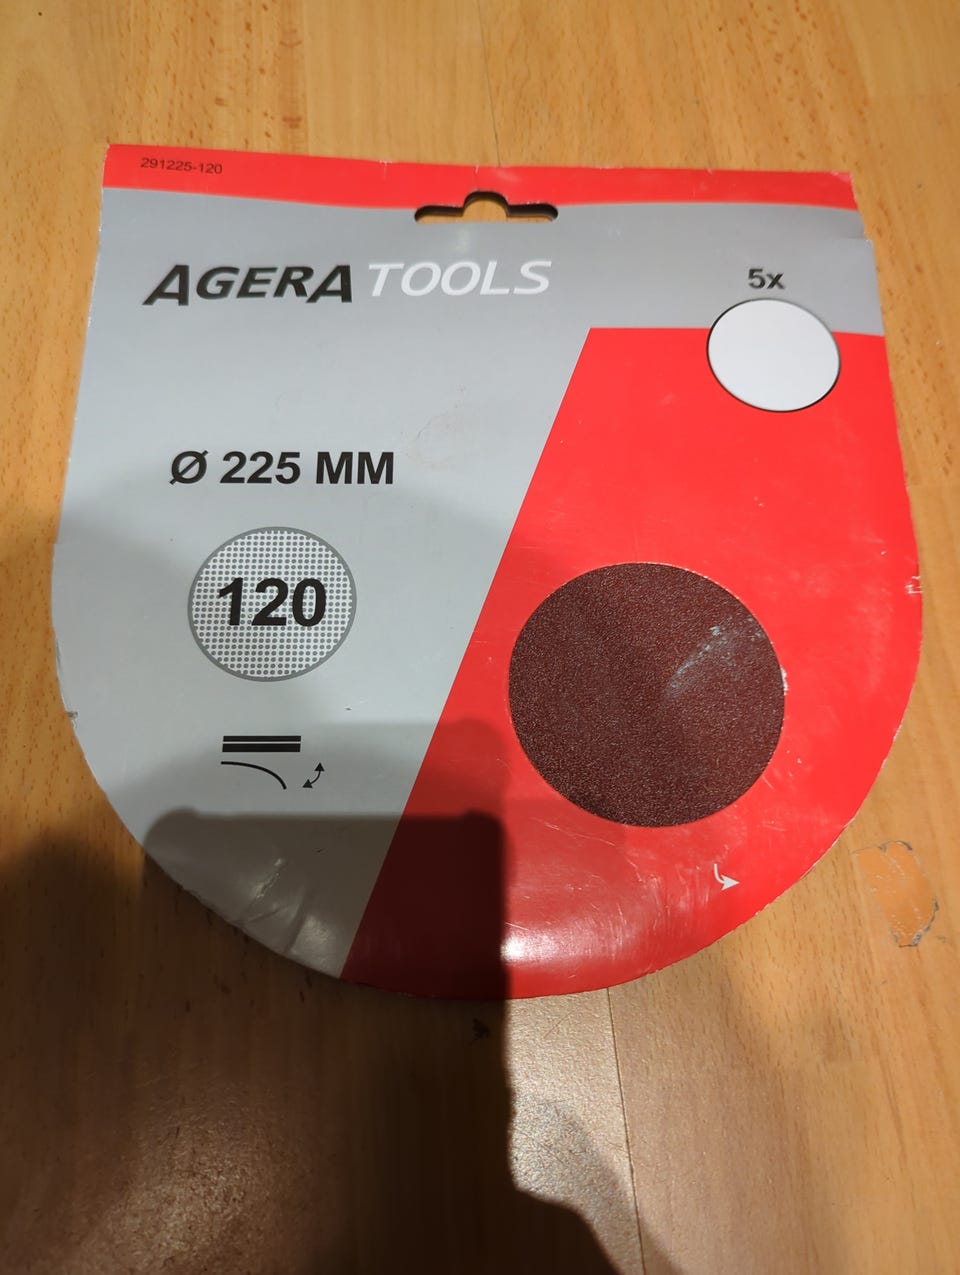 291225-120
AGERA TOOLS
5x
Ø 225 MM
120